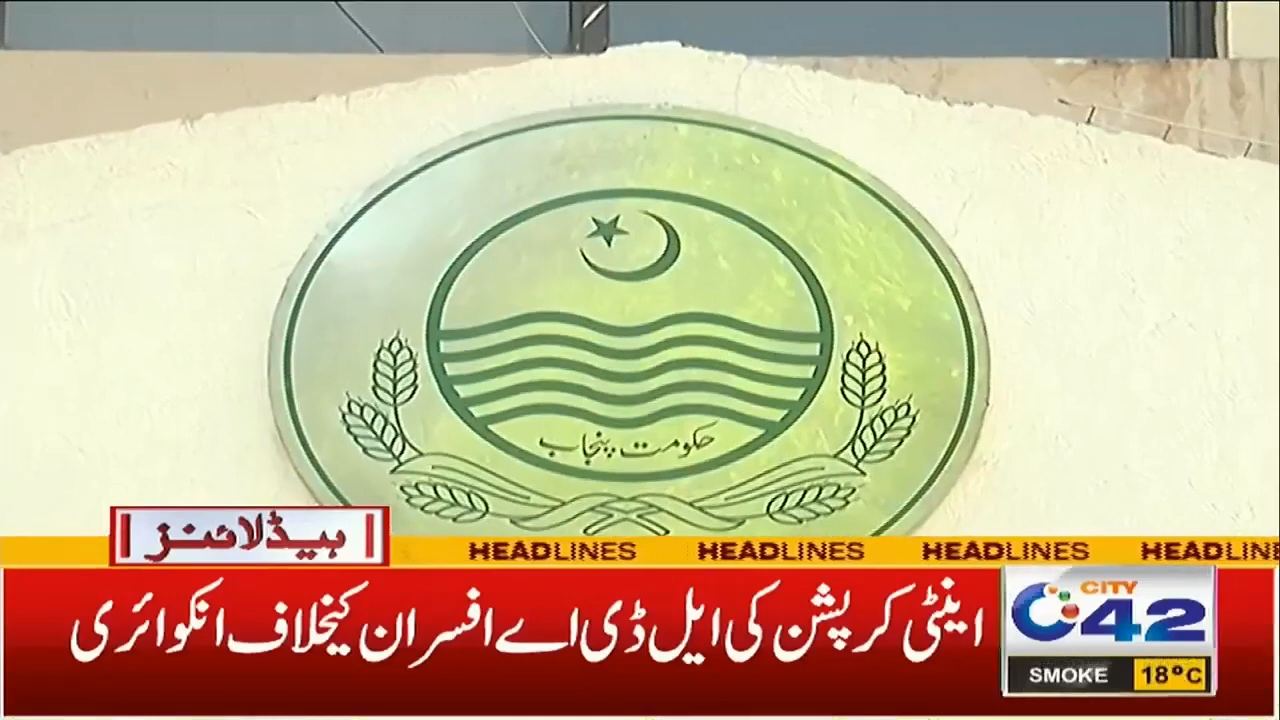 حکومت پنجاب
ہیڈلائنز
HEADLINES HEADLINES HEADLINES HEADLIN
اینٹی کرپشن کی ایل ڈی اے افسران کیخلاف انکوائری
CITY
42
SMOKE 18°C